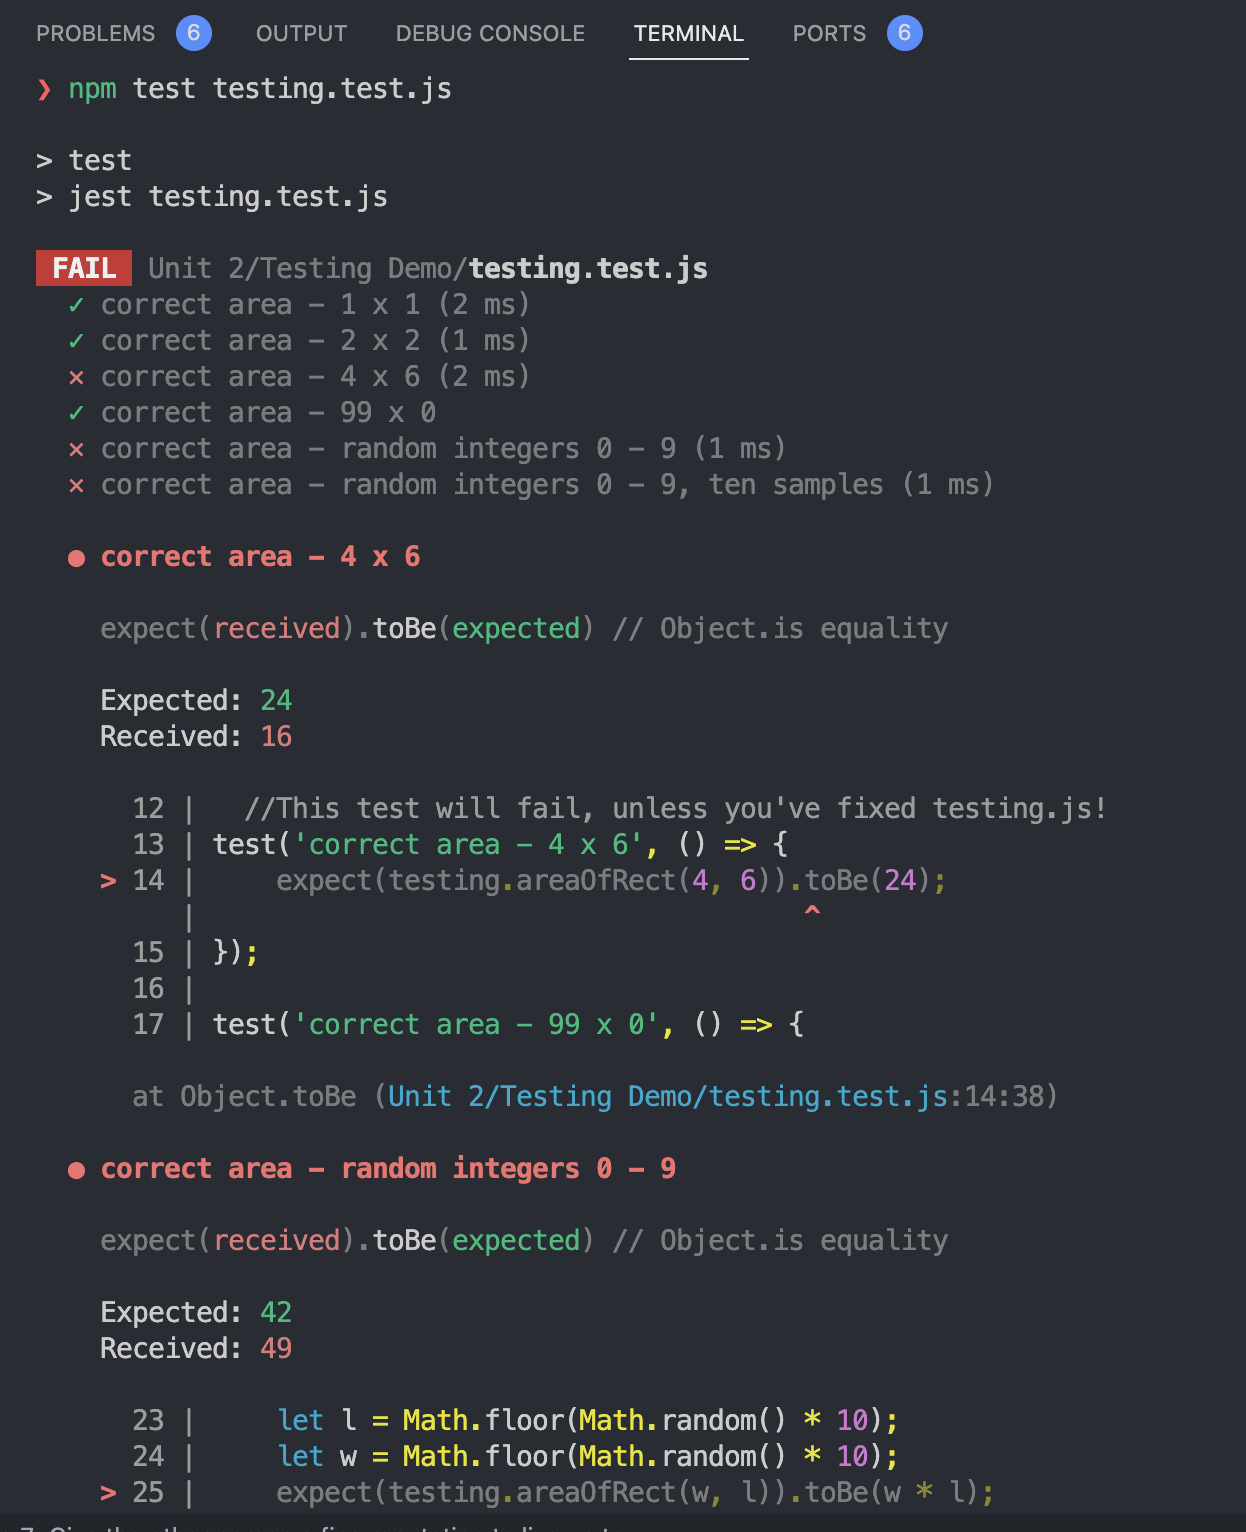 PROBLEMS 6 OUTPUT DEBUG CONSOLE TERMINAL PORTS 6
❯ npm test testing.test.js
> test
> jest testing.test.js
FAIL Unit 2/Testing Demo/testing.test.js
✓ correct area – 1 x 1 (2 ms)
✓ correct area – 2 x 2 (1 ms)
✕ correct area – 4 x 6 (2 ms)
✓ correct area – 99 x 0
✕ correct area – random integers 0 – 9 (1 ms)
✕ correct area – random integers 0 – 9, ten samples (1 ms)
● correct area – 4 x 6
expect(received).toBe(expected) // Object.is equality
Expected: 24
Received: 16
12 | //This test will fail, unless you've fixed testing.js!
13 | test('correct area – 4 x 6', () => {
> 14 | expect(testing.areaOfRect(4, 6)).toBe(24);
| ^
15 | });
16 |
17 | test('correct area – 99 x 0', () => {
at Object.toBe (Unit 2/Testing Demo/testing.test.js:14:38)
● correct area – random integers 0 – 9
expect(received).toBe(expected) // Object.is equality
Expected: 42
Received: 49
23 | let l = Math.floor(Math.random() * 10);
24 | let w = Math.floor(Math.random() * 10);
> 25 | expect(testing.areaOfRect(w, l)).toBe(w * l);